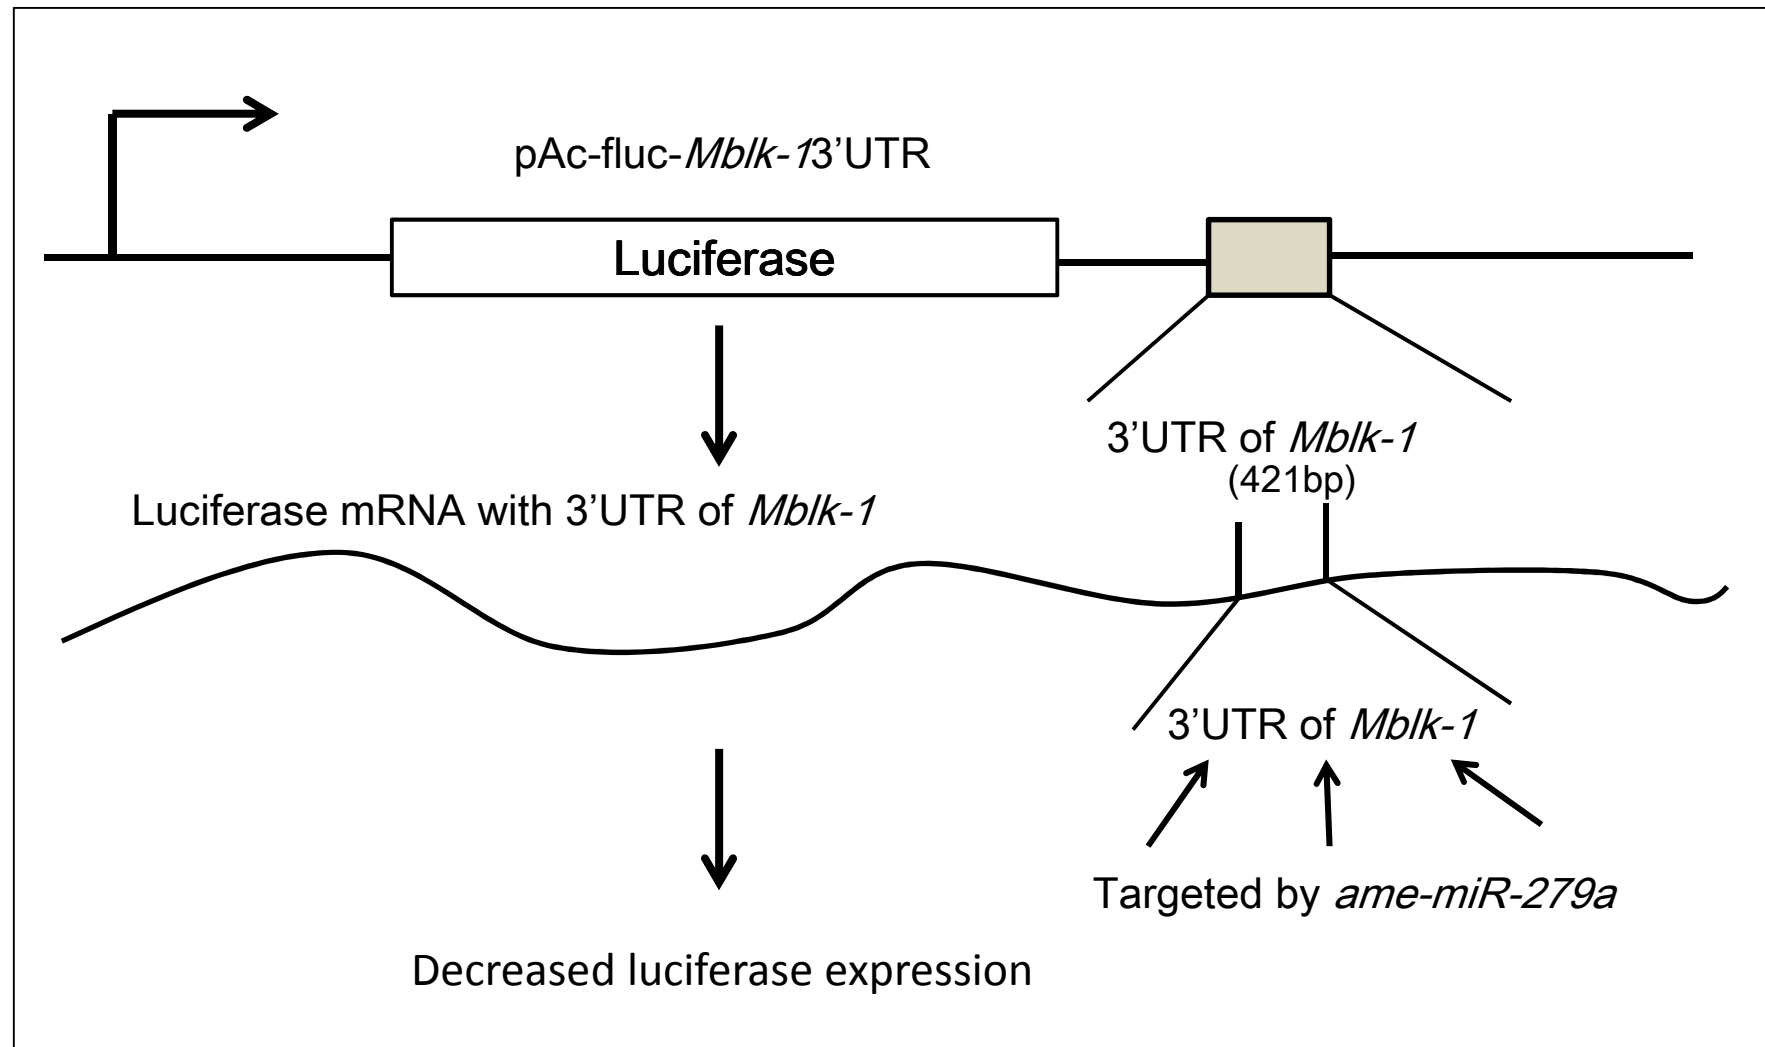 pAc-fluc-Mblk-13’UTR
Luciferase
3’UTR of Mblk-1
(421bp)
Luciferase mRNA with 3’UTR of Mblk-1
3’UTR of Mblk-1
Targeted by ame-miR-279a
Decreased luciferase expression